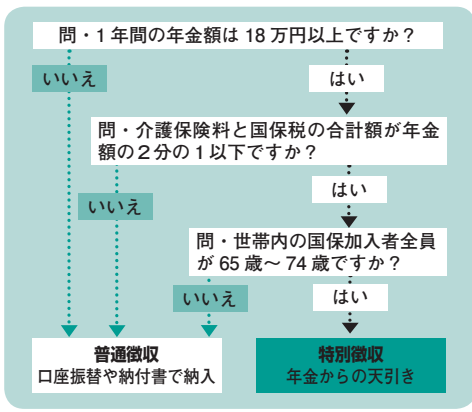 問・1年間の年金額は18万円以上ですか？
いいえ
はい
問・介護保険料と国保税の合計額が年金
額の２分の１以下ですか？
いいえ
はい
問・世帯内の国保加入者全員
が65歳～74歳ですか？
いいえ
はい
普通徴収
口座振替や納付書で納入
特別徴収
年金からの天引き